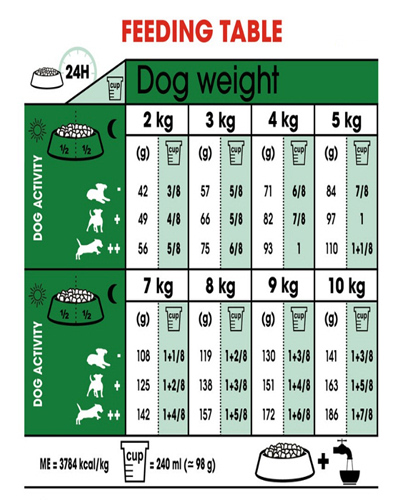 FEEDING TABLE
24H cup Dog weight
2 kg 3 kg 4 kg 5 kg
½ ½ (g) cup (g) cup (g) cup (g) cup
DOG ACTIVITY
- 42 3/8 57 5/8 71 6/8 84 7/8
+ 49 4/8 66 5/8 82 7/8 97 1
++ 56 5/8 75 6/8 93 1 110 1+1/8
7 kg 8 kg 9 kg 10 kg
½ ½ (g) cup (g) cup (g) cup (g) cup
DOG ACTIVITY
- 108 1+1/8 119 1+2/8 130 1+3/8 141 1+3/8
+ 125 1+2/8 138 1+3/8 151 1+4/8 163 1+5/8
++ 142 1+4/8 157 1+5/8 172 1+6/8 186 1+7/8
ME = 3784 kcal/kg cup = 240 ml (≈ 98 g) +